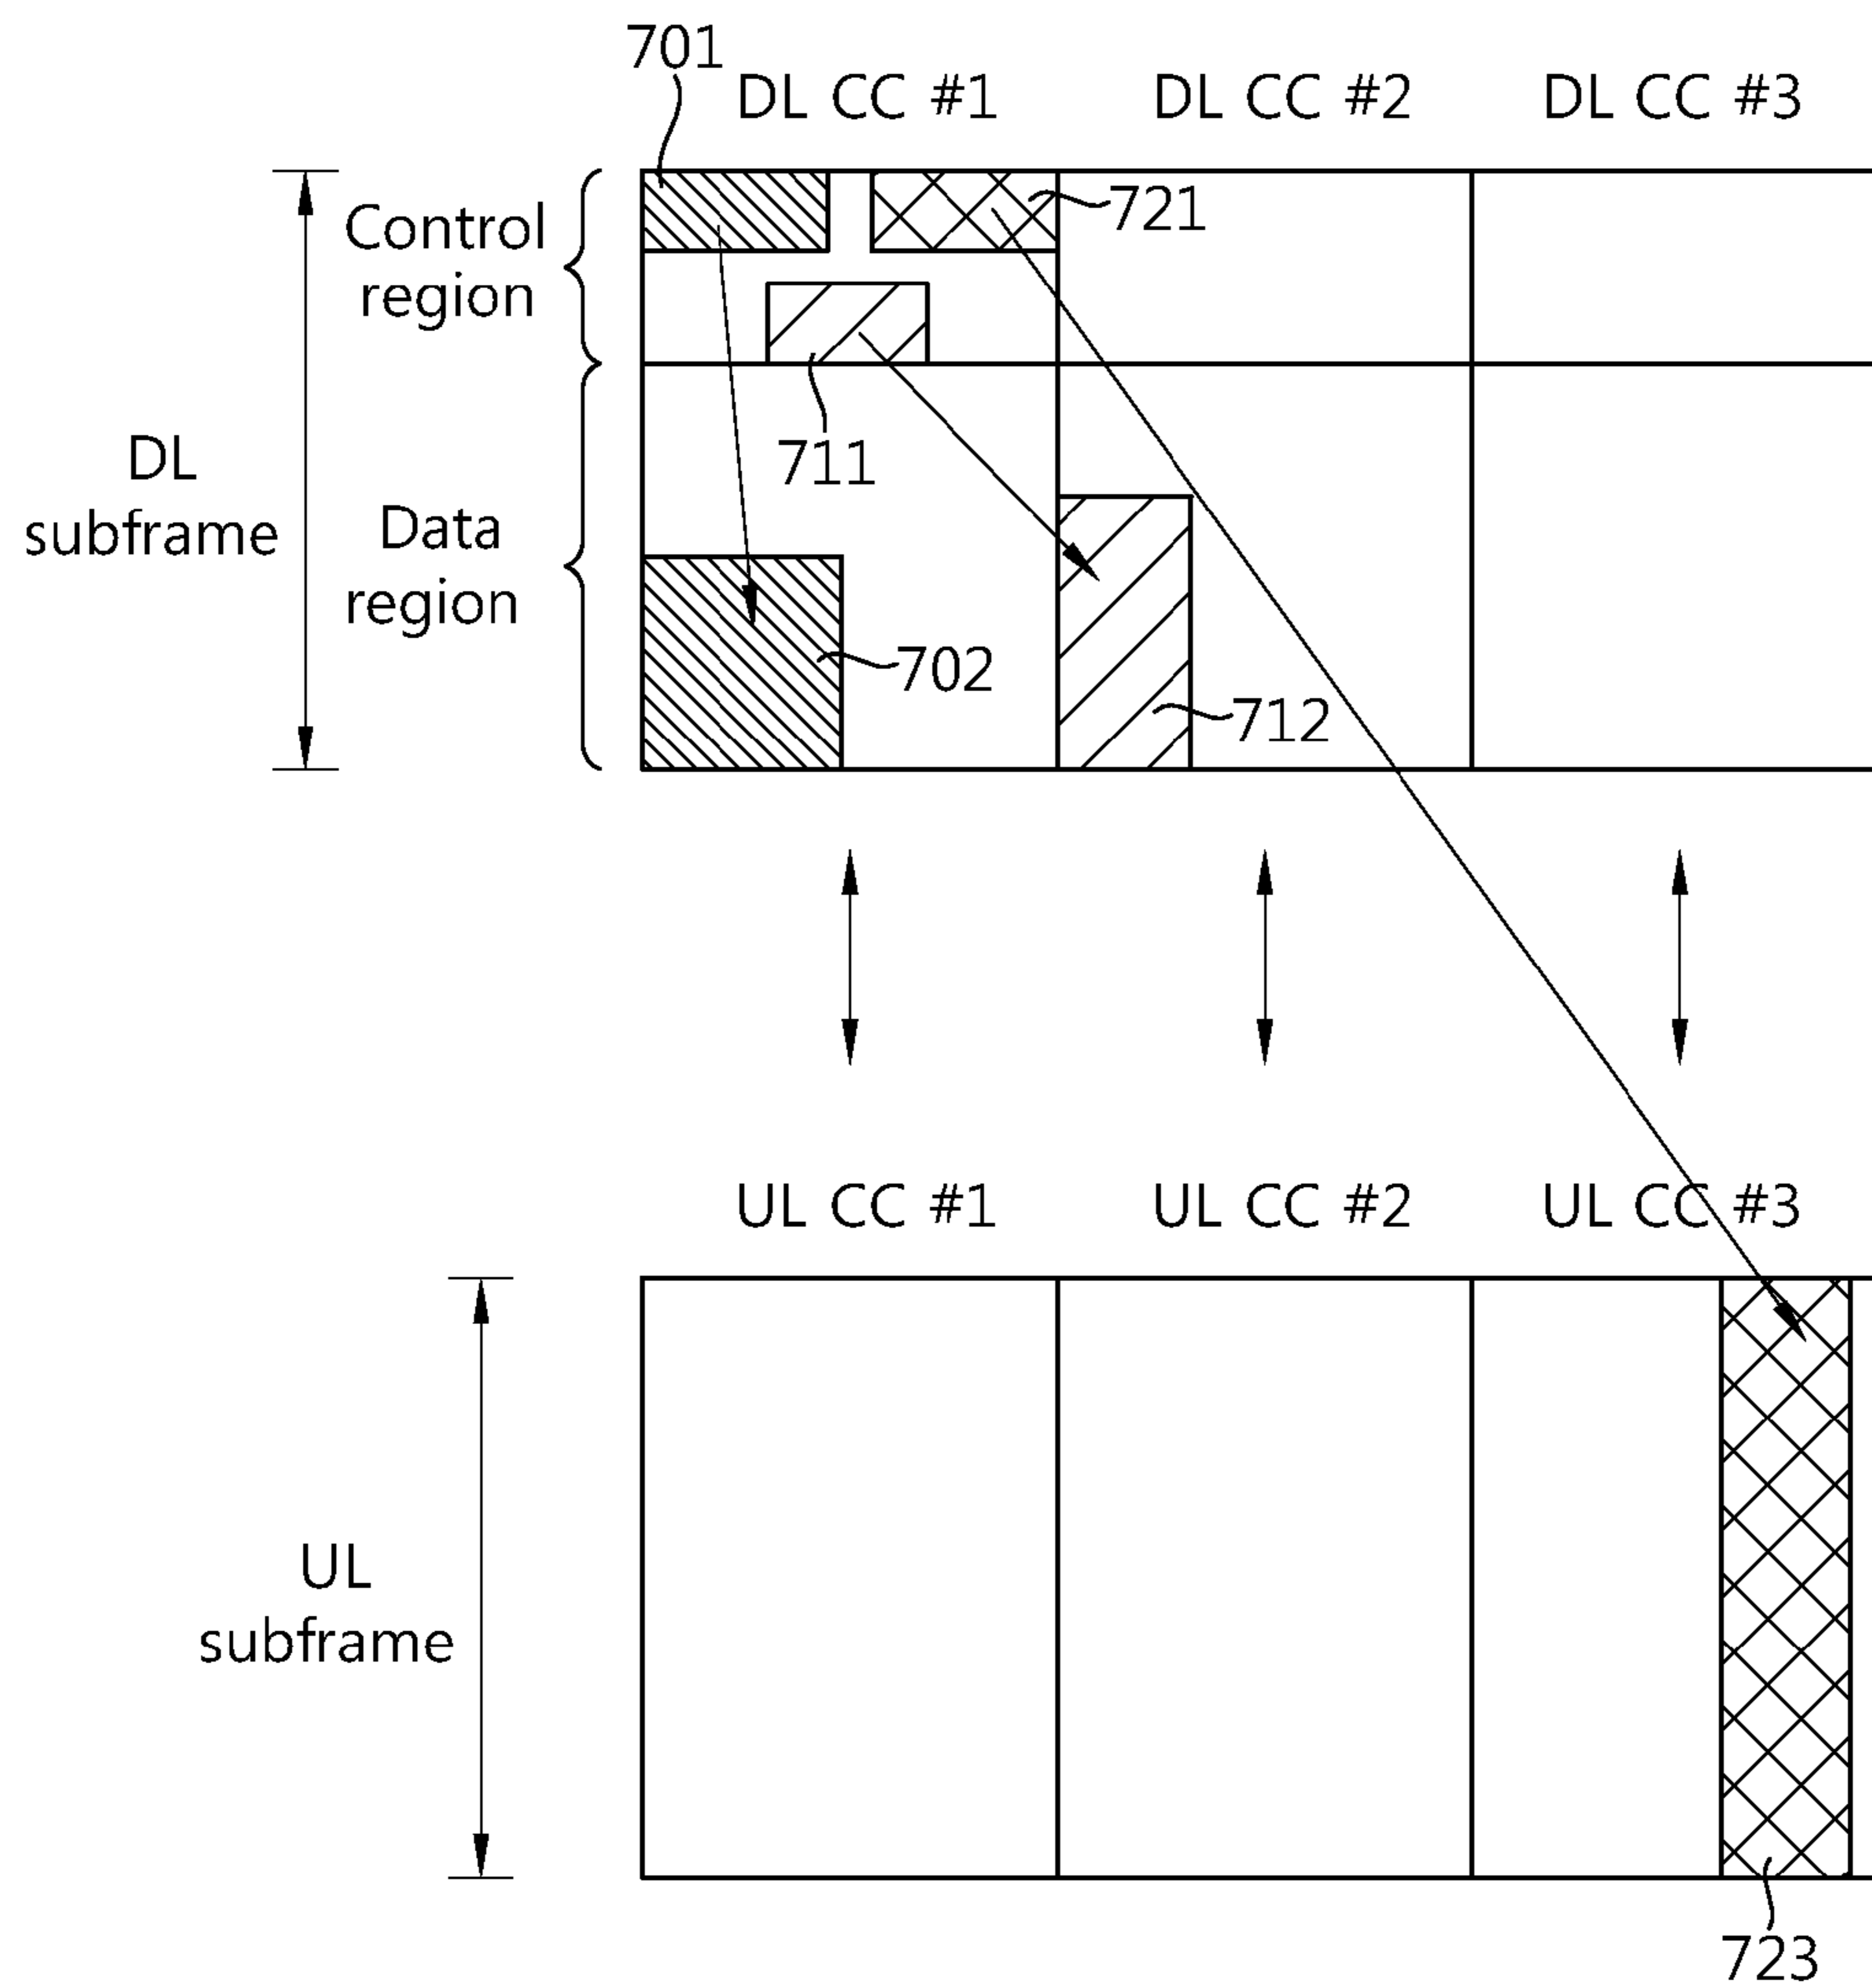 701
DL CC #1
DL CC #2
DL CC #3
721
Control
region
711
DL
subframe
Data
region
702
712
UL CC #1
UL CC #2
UL CC #3
UL
subframe
723